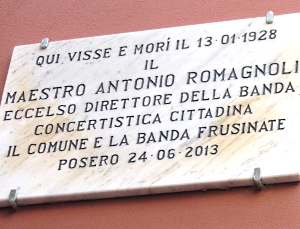 QUI VISSE E MORÍ IL 13·01·1928
IL
MAESTRO ANTONIO ROMAGNOLI
ECCELSO DIRETTORE DELLA BANDA
CONCERTISTICA CITTADINA
IL COMUNE E LA BANDA FRUSINATE
POSERO 24·06·2013